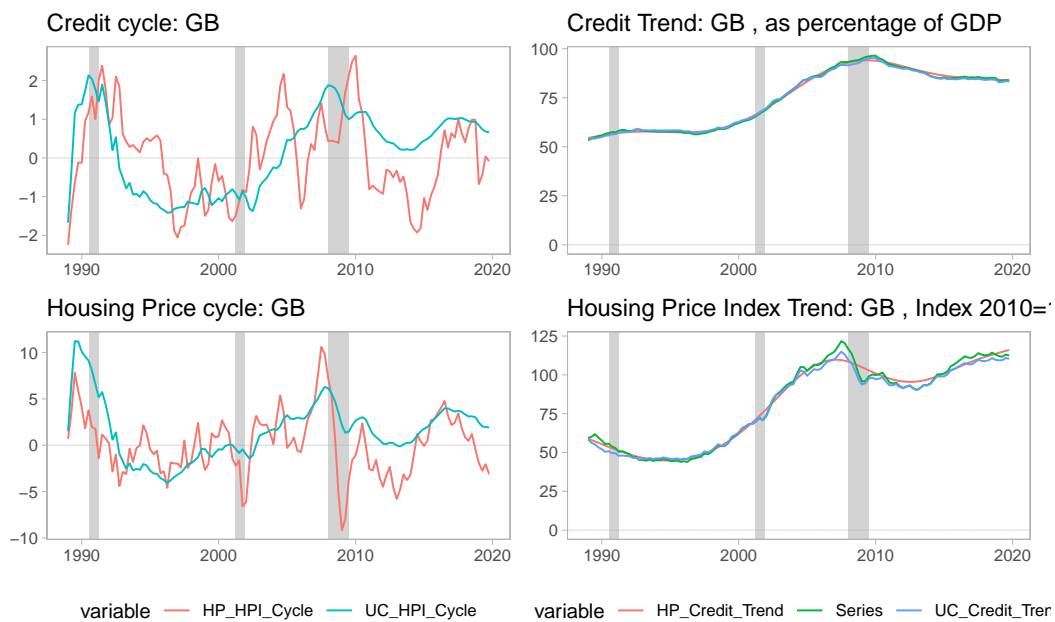 Credit cycle: GB
Credit Trend: GB , as percentage of GDP
2
1
0
−1
−2
1990 2000 2010 2020
100
75
50
25
0
1990 2000 2010 2020
Housing Price cycle: GB
Housing Price Index Trend: GB , Index 2010=1
10
5
0
−5
−10
1990 2000 2010 2020
125
100
75
50
25
0
1990 2000 2010 2020
variable HP_HPI_Cycle UC_HPI_Cycle
variable HP_Credit_Trend Series UC_Credit_Tren